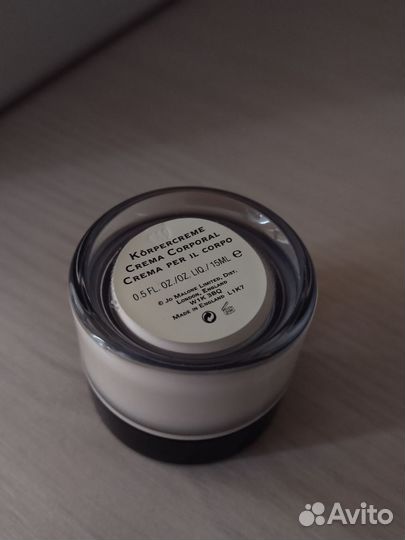 KÖRPERCREME
CREMA CORPORAL
CREMA PER IL CORPO
0.5 FL.OZ./OZ. LIQ./15ML e
© JO MALONE LIMITED, DIST.
LONDON, ENGLAND
W1K 3BQ
MADE IN ENGLAND L1K7
Avito